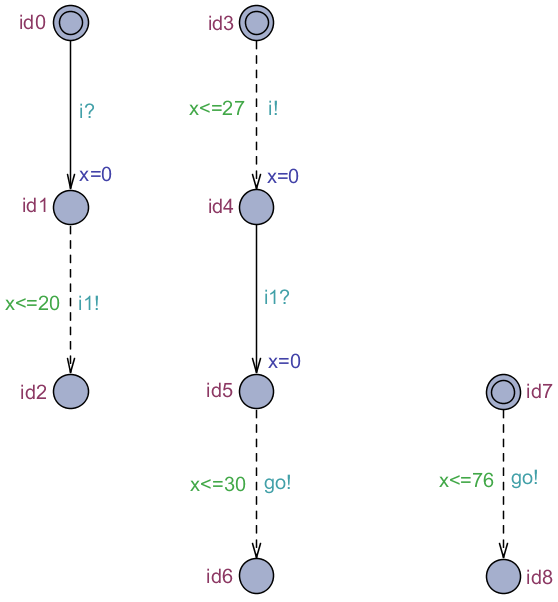 id0
id3
i?
x<=27
i!
x=0
x=0
id1
id4
x<=20
i1!
i1?
x=0
id2
id5
id7
x<=30
go!
x<=76
go!
id6
id8